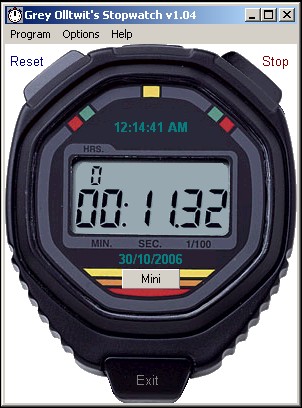 Grey Olltwit's Stopwatch v1.04
Program Options Help
Reset Stop
12:14:41 AM
HRS.
0
00:11.32
MIN. SEC. 1/100
30/10/2006
Mini
Exit